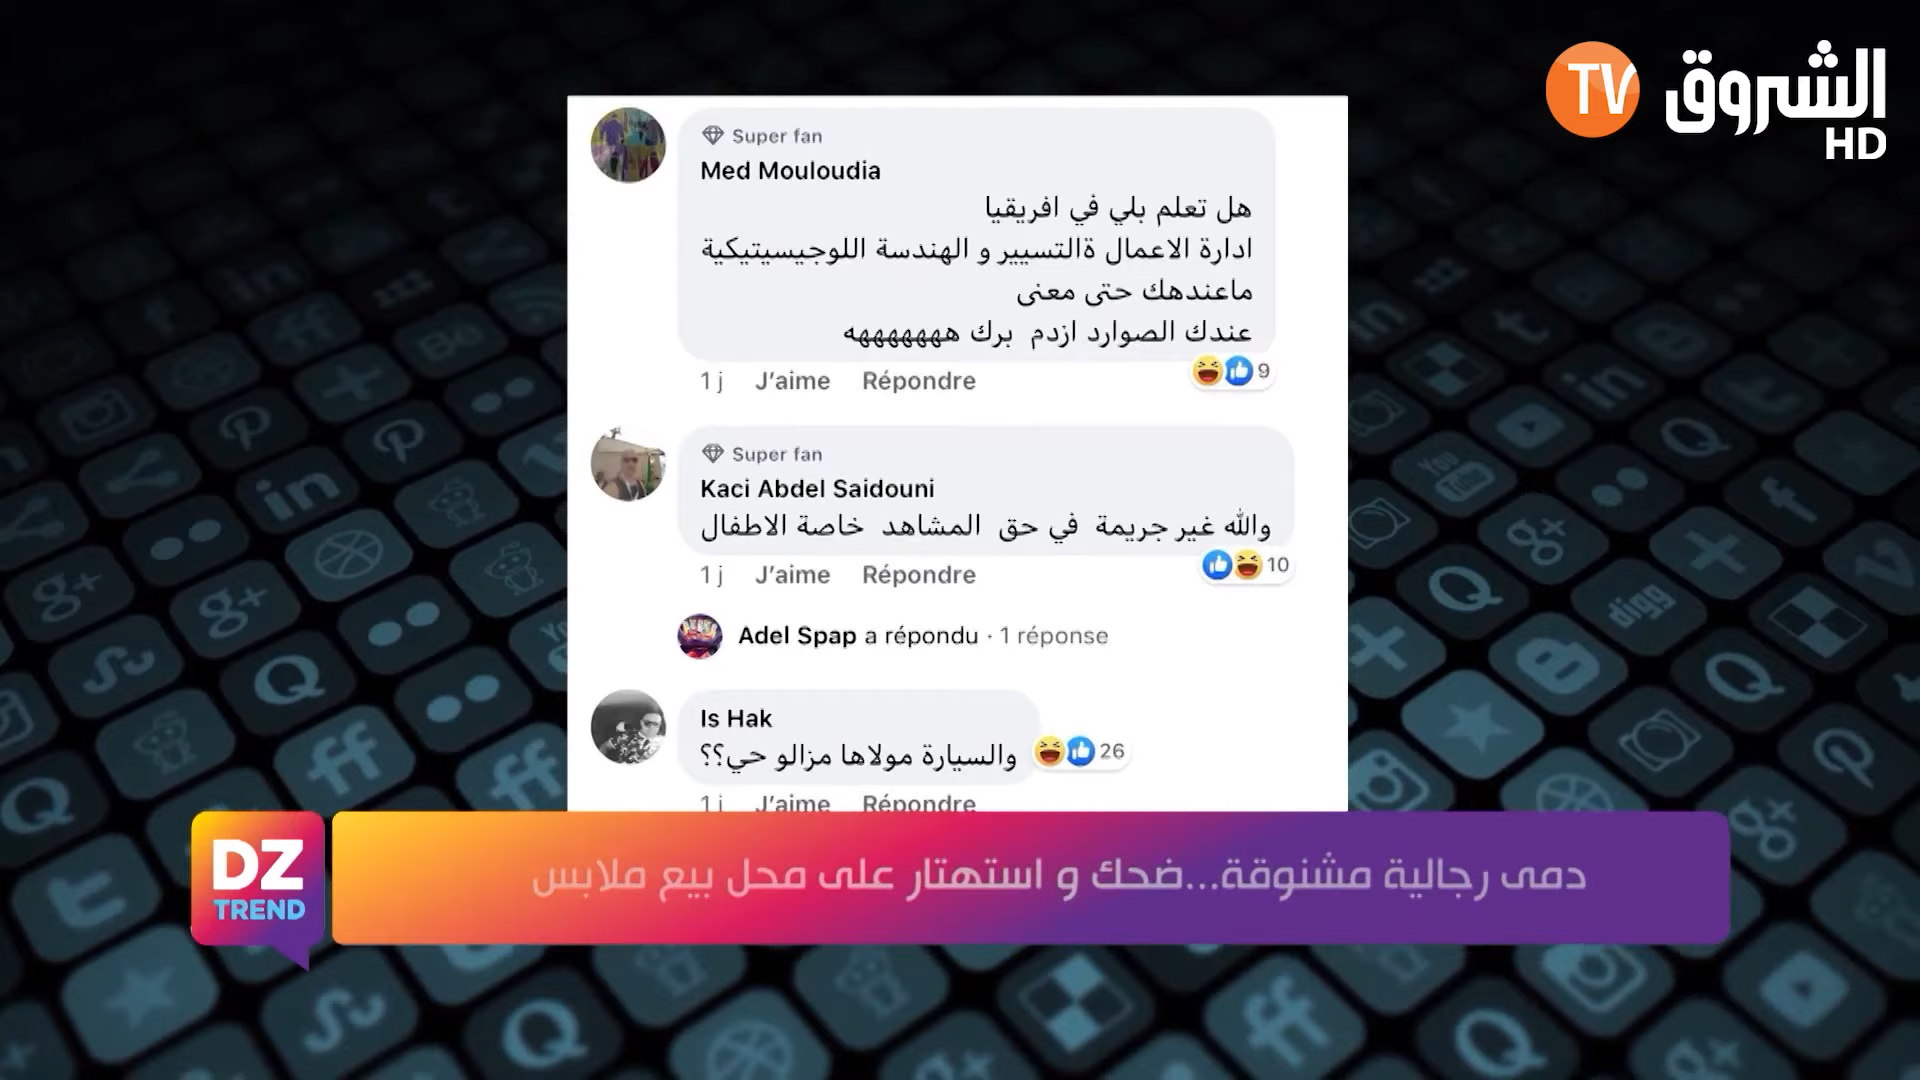 TV الشروق
HD
Super fan
Med Mouloudia
هل تعلم بلي في افريقيا
ادارة الاعمال ةالتسيير و الهندسة اللوجيسيتيكية
ماعندهك حتى معنى
عندك الصوارد ازدم برك هههههههه
1 j J'aime Répondre
9
Super fan
Kaci Abdel Saidouni
والله غير جريمة في حق المشاهد خاصة الاطفال
1 j J'aime Répondre
10
Adel Spap a répondu · 1 réponse
Is Hak
والسيارة مولاها مزالو حي؟؟
26
1 j J'aime Répondre
DZ
TREND
دمى رجالية مشنوقة...ضحك و استهتار على محل بيع ملابس